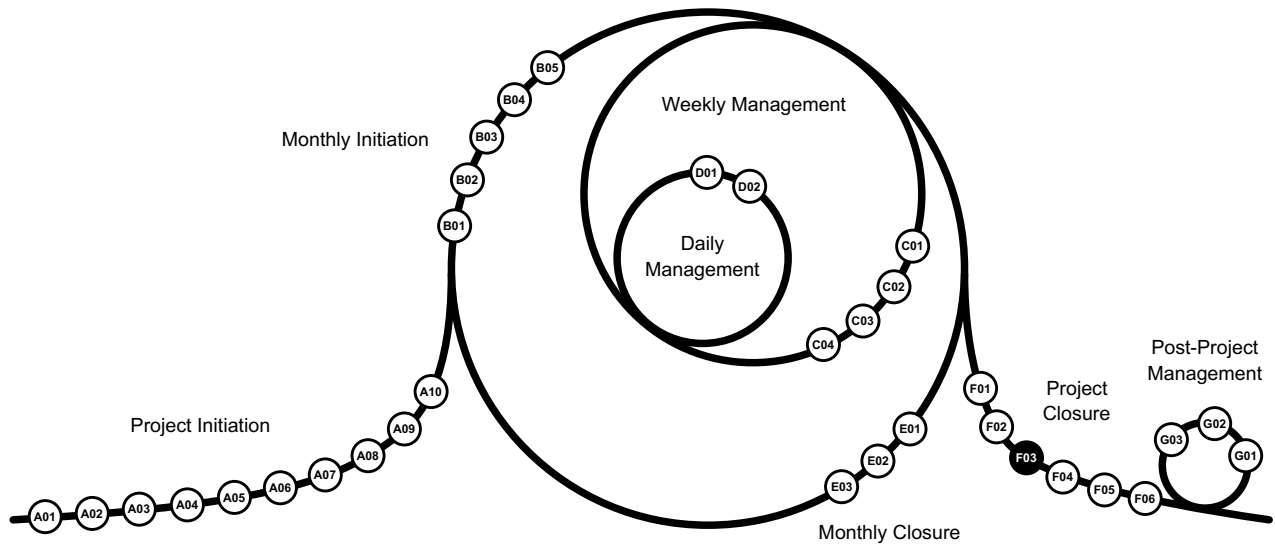 Project Initiation
A01
A02
A03
A04
A05
A06
A07
A08
A09
A10
Monthly Initiation
B01
B02
B03
B04
B05
Weekly Management
C01
C02
C03
C04
Daily
Management
D01
D02
Monthly Closure
E01
E02
E03
Project
Closure
F01
F02
F03
F04
F05
F06
Post-Project
Management
G01
G02
G03